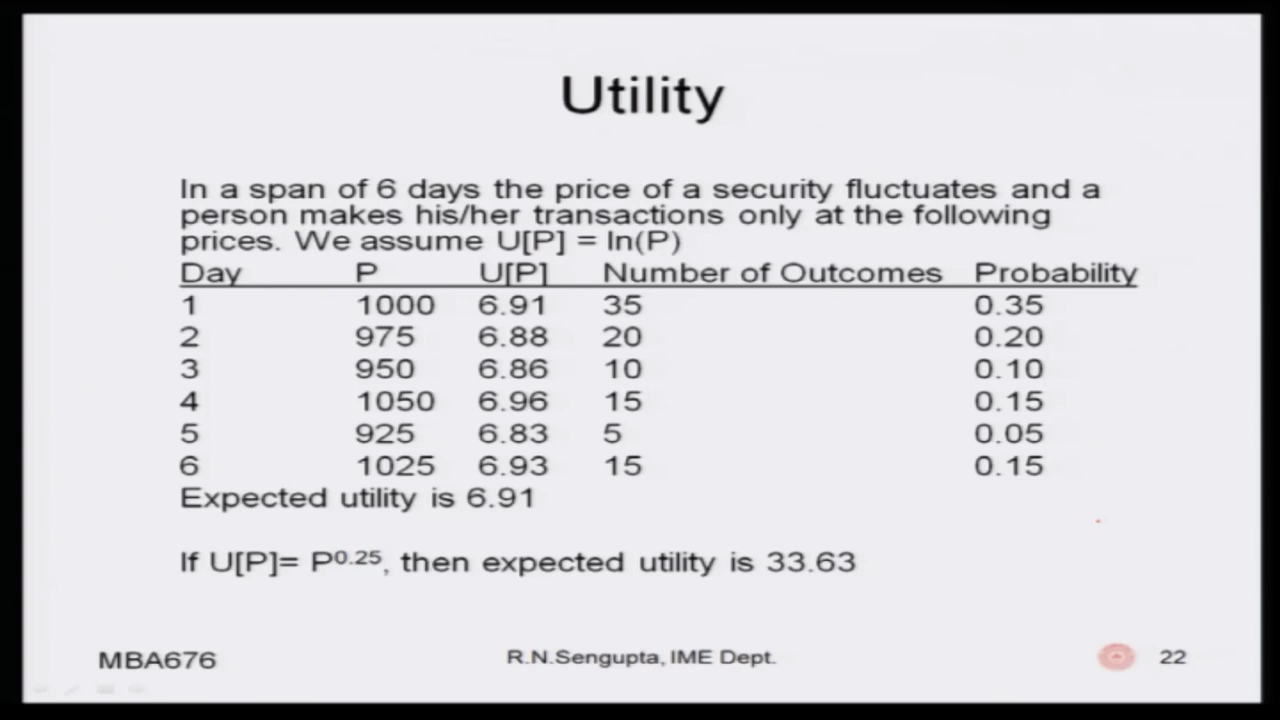 Utility
In a span of 6 days the price of a security fluctuates and a
person makes his/her transactions only at the following
prices. We assume U[P] = ln(P)
Day P U[P] Number of Outcomes Probability
1 1000 6.91 35 0.35
2 975 6.88 20 0.20
3 950 6.86 10 0.10
4 1050 6.96 15 0.15
5 925 6.83 5 0.05
6 1025 6.93 15 0.15
Expected utility is 6.91
If U[P]= P^0.25, then expected utility is 33.63
MBA676 R.N.Sengupta, IME Dept. 22